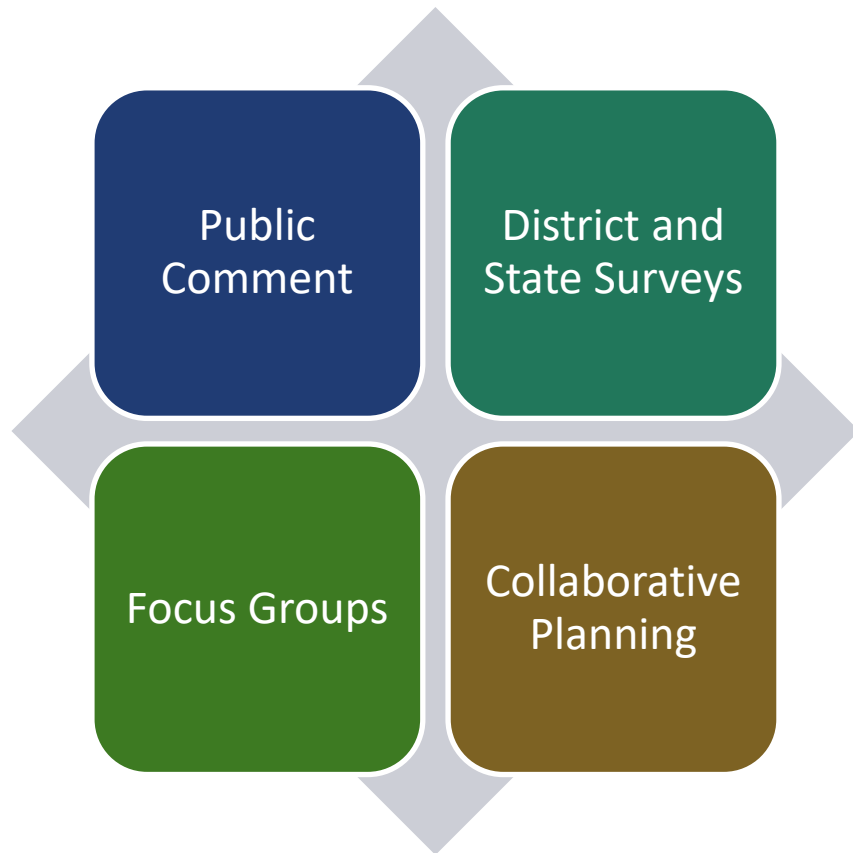 Public
Comment
District and
State Surveys
Focus Groups
Collaborative
Planning